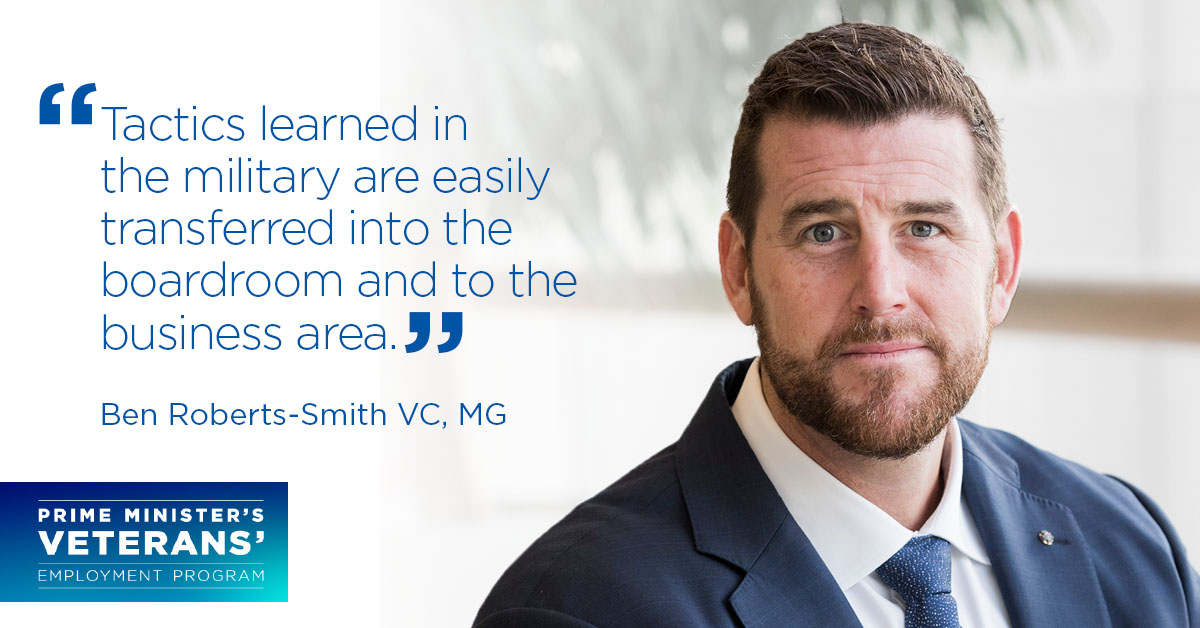 “Tactics learned in
the military are easily
transferred into the
boardroom and to the
business area.”
Ben Roberts-Smith VC, MG
PRIME MINISTER’S
VETERANS’
EMPLOYMENT PROGRAM